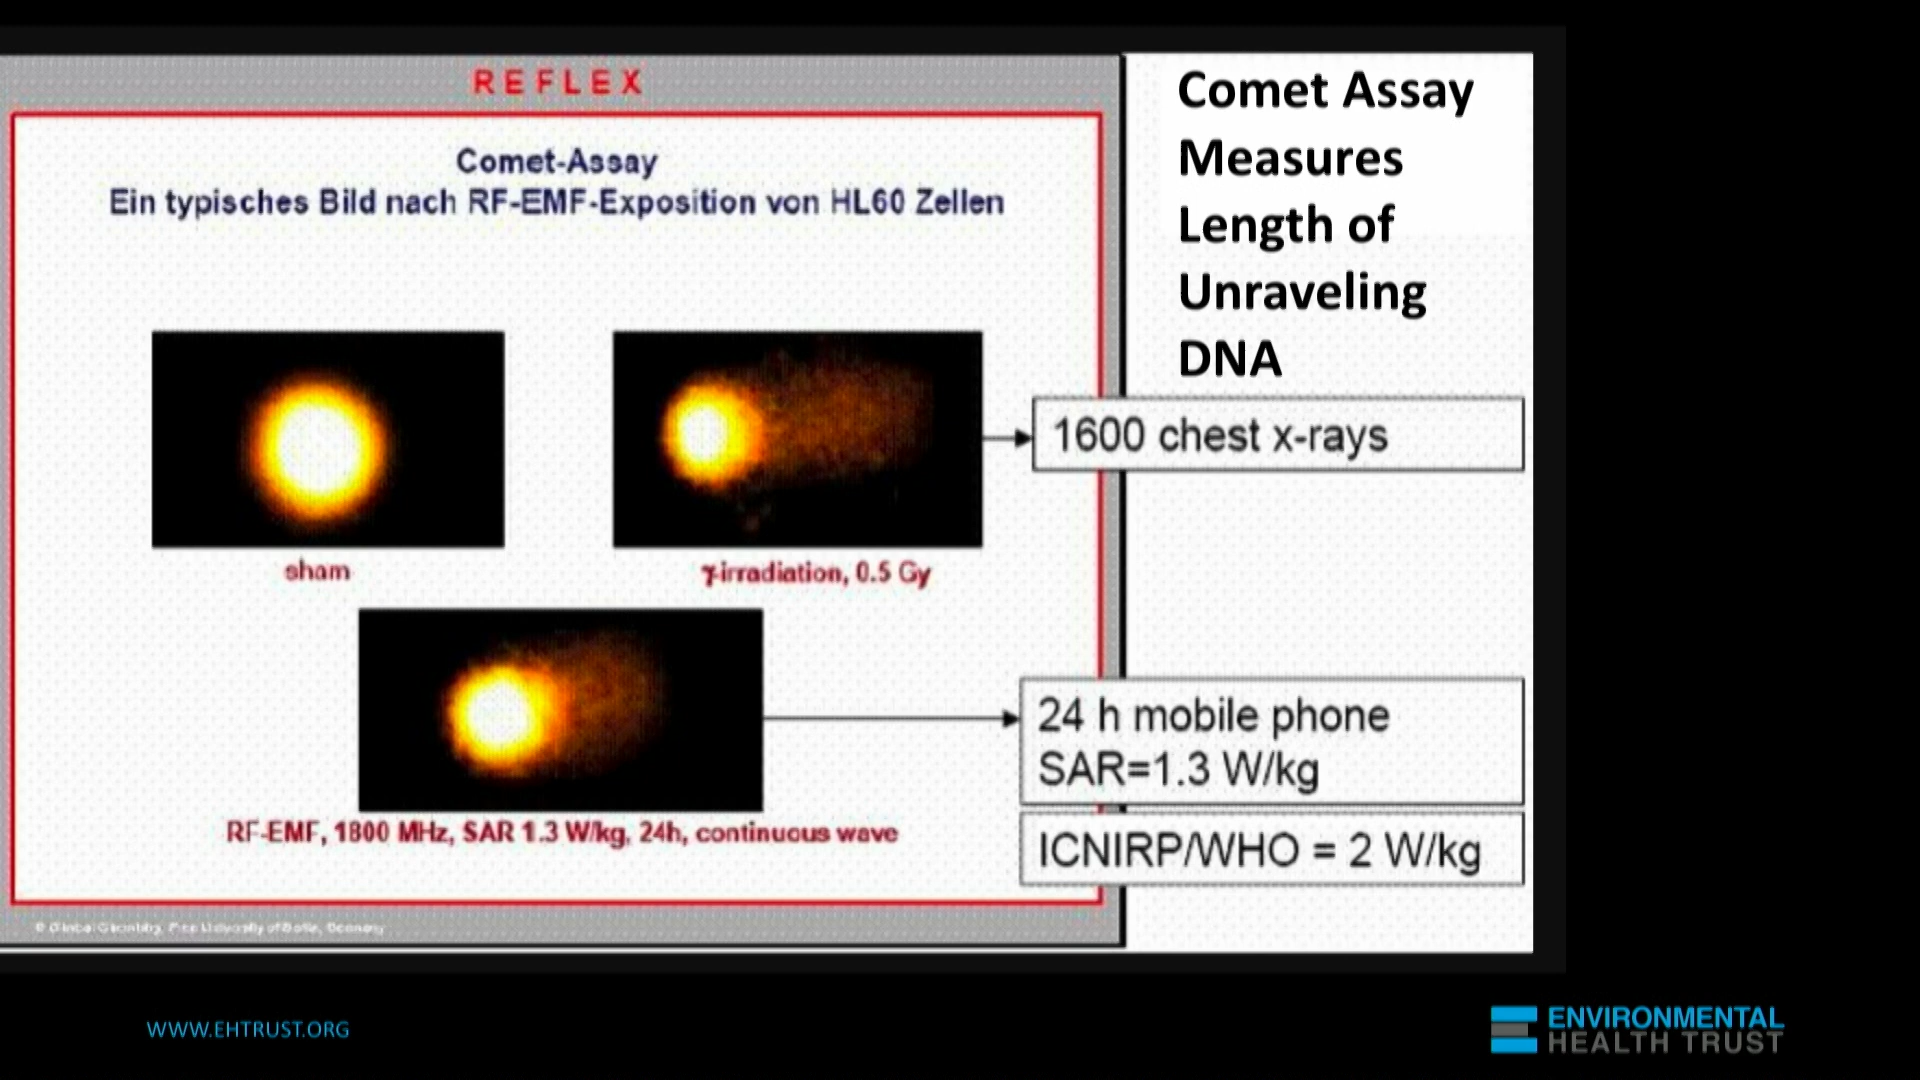 REFLEX
Comet-Assay
Ein typisches Bild nach RF-EMF-Exposition von HL60 Zellen
sham
γ-irradiation, 0.5 Gy
RF-EMF, 1800 MHz, SAR 1.3 W/kg, 24h, continuous wave
Comet Assay
Measures
Length of
Unraveling
DNA
1600 chest x-rays
24 h mobile phone
SAR=1.3 W/kg
ICNIRP/WHO = 2 W/kg
WWW.EHTRUST.ORG
ENVIRONMENTAL
HEALTH TRUST